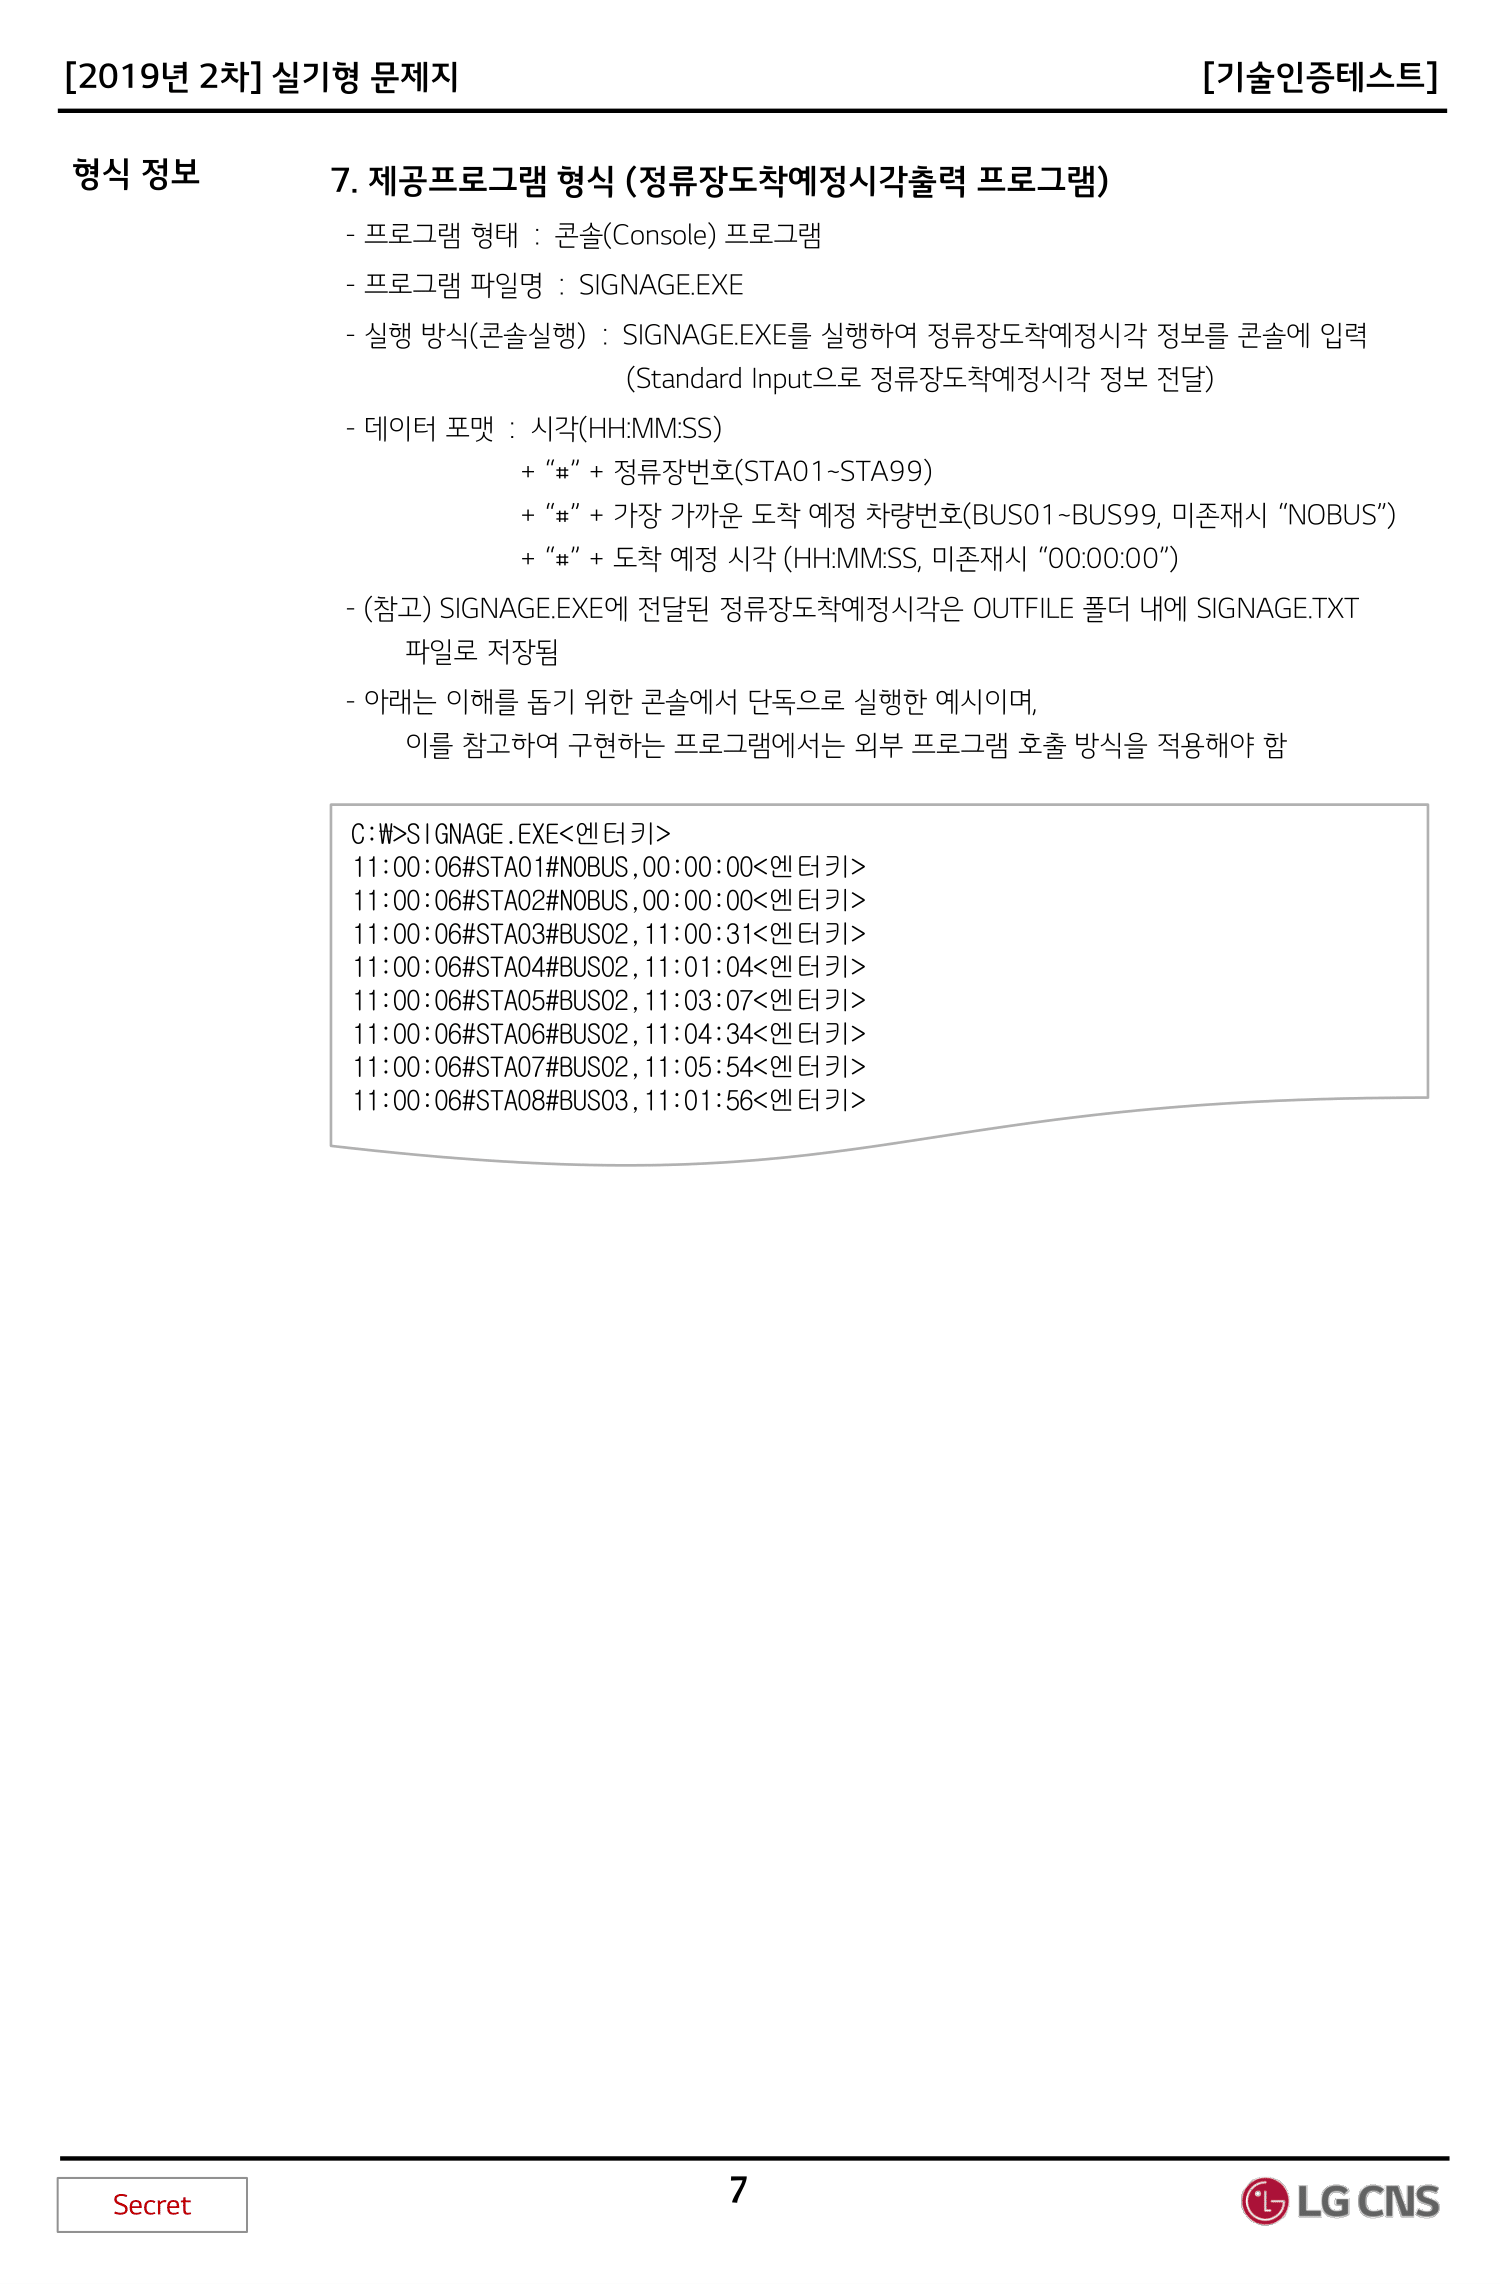 [2019년 2차] 실기형 문제지
[기술인증테스트]
형식 정보
7. 제공프로그램 형식 (정류장도착예정시각출력 프로그램)
- 프로그램 형태 : 콘솔(Console) 프로그램
- 프로그램 파일명 : SIGNAGE.EXE
- 실행 방식(콘솔실행) : SIGNAGE.EXE를 실행하여 정류장도착예정시각 정보를 콘솔에 입력
(Standard Input으로 정류장도착예정시각 정보 전달)
- 데이터 포맷 : 시각(HH:MM:SS)
+ “#” + 정류장번호(STA01~STA99)
+ “#” + 가장 가까운 도착 예정 차량번호(BUS01~BUS99, 미존재시 “NOBUS”)
+ “#” + 도착 예정 시각 (HH:MM:SS, 미존재시 “00:00:00”)
- (참고) SIGNAGE.EXE에 전달된 정류장도착예정시각은 OUTFILE 폴더 내에 SIGNAGE.TXT
파일로 저장됨
- 아래는 이해를 돕기 위한 콘솔에서 단독으로 실행한 예시이며,
이를 참고하여 구현하는 프로그램에서는 외부 프로그램 호출 방식을 적용해야 함
C:₩>SIGNAGE.EXE<엔터키>
11:00:06#STA01#NOBUS,00:00:00<엔터키>
11:00:06#STA02#NOBUS,00:00:00<엔터키>
11:00:06#STA03#BUS02,11:00:31<엔터키>
11:00:06#STA04#BUS02,11:01:04<엔터키>
11:00:06#STA05#BUS02,11:03:07<엔터키>
11:00:06#STA06#BUS02,11:04:34<엔터키>
11:00:06#STA07#BUS02,11:05:54<엔터키>
11:00:06#STA08#BUS03,11:01:56<엔터키>
Secret
7
LG CNS